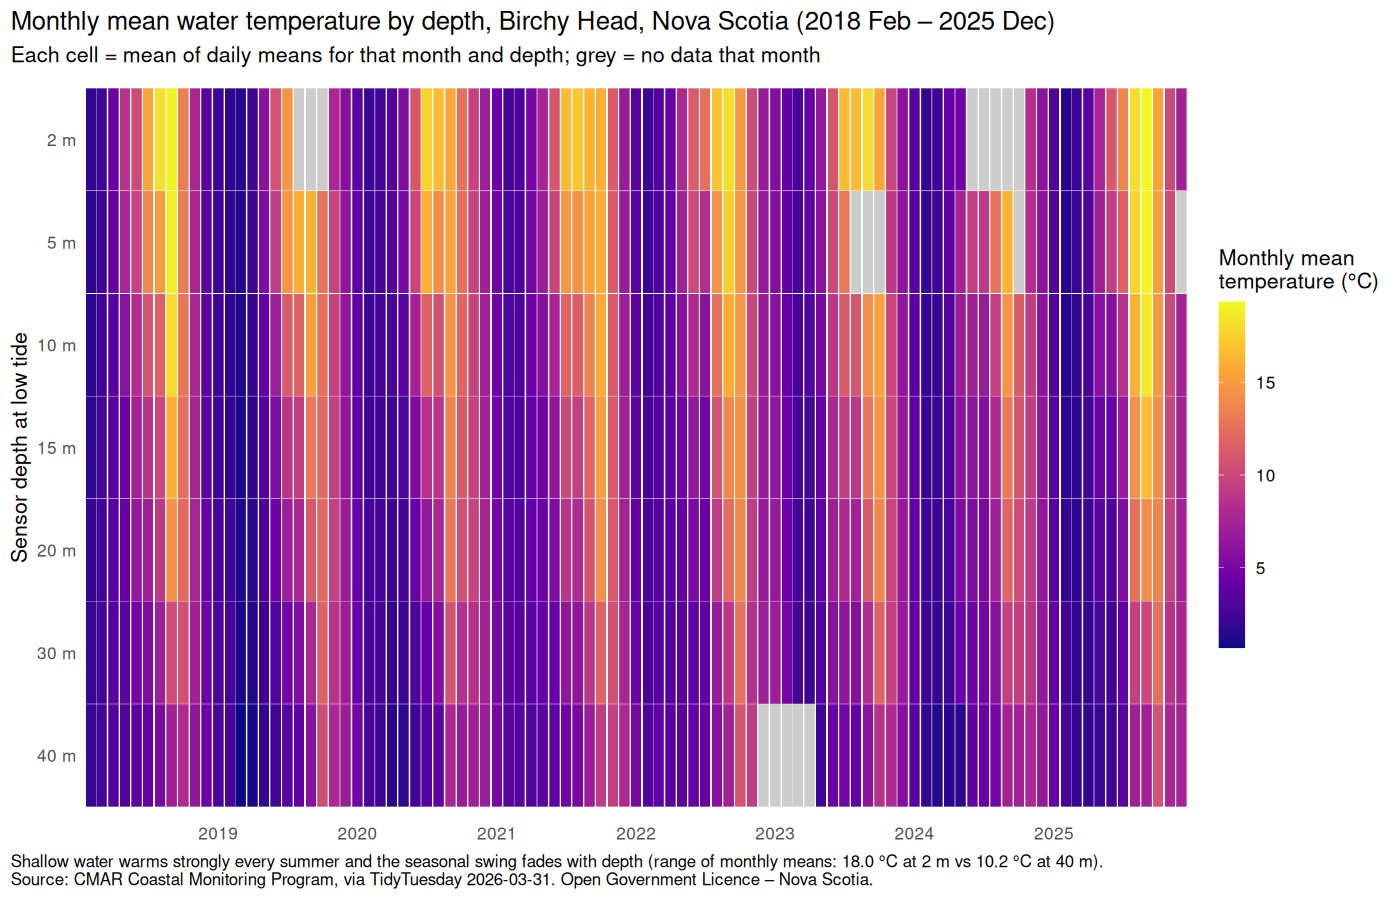 Monthly mean water temperature by depth, Birchy Head, Nova Scotia (2018 Feb – 2025 Dec)
Each cell = mean of daily means for that month and depth; grey = no data that month
Sensor depth at low tide
2 m
5 m
10 m
15 m
20 m
30 m
40 m
2019
2020
2021
2022
2023
2024
2025
Monthly mean
temperature (°C)
15
10
5
Shallow water warms strongly every summer and the seasonal swing fades with depth (range of monthly means: 18.0 °C at 2 m vs 10.2 °C at 40 m).
Source: CMAR Coastal Monitoring Program, via TidyTuesday 2026-03-31. Open Government Licence – Nova Scotia.